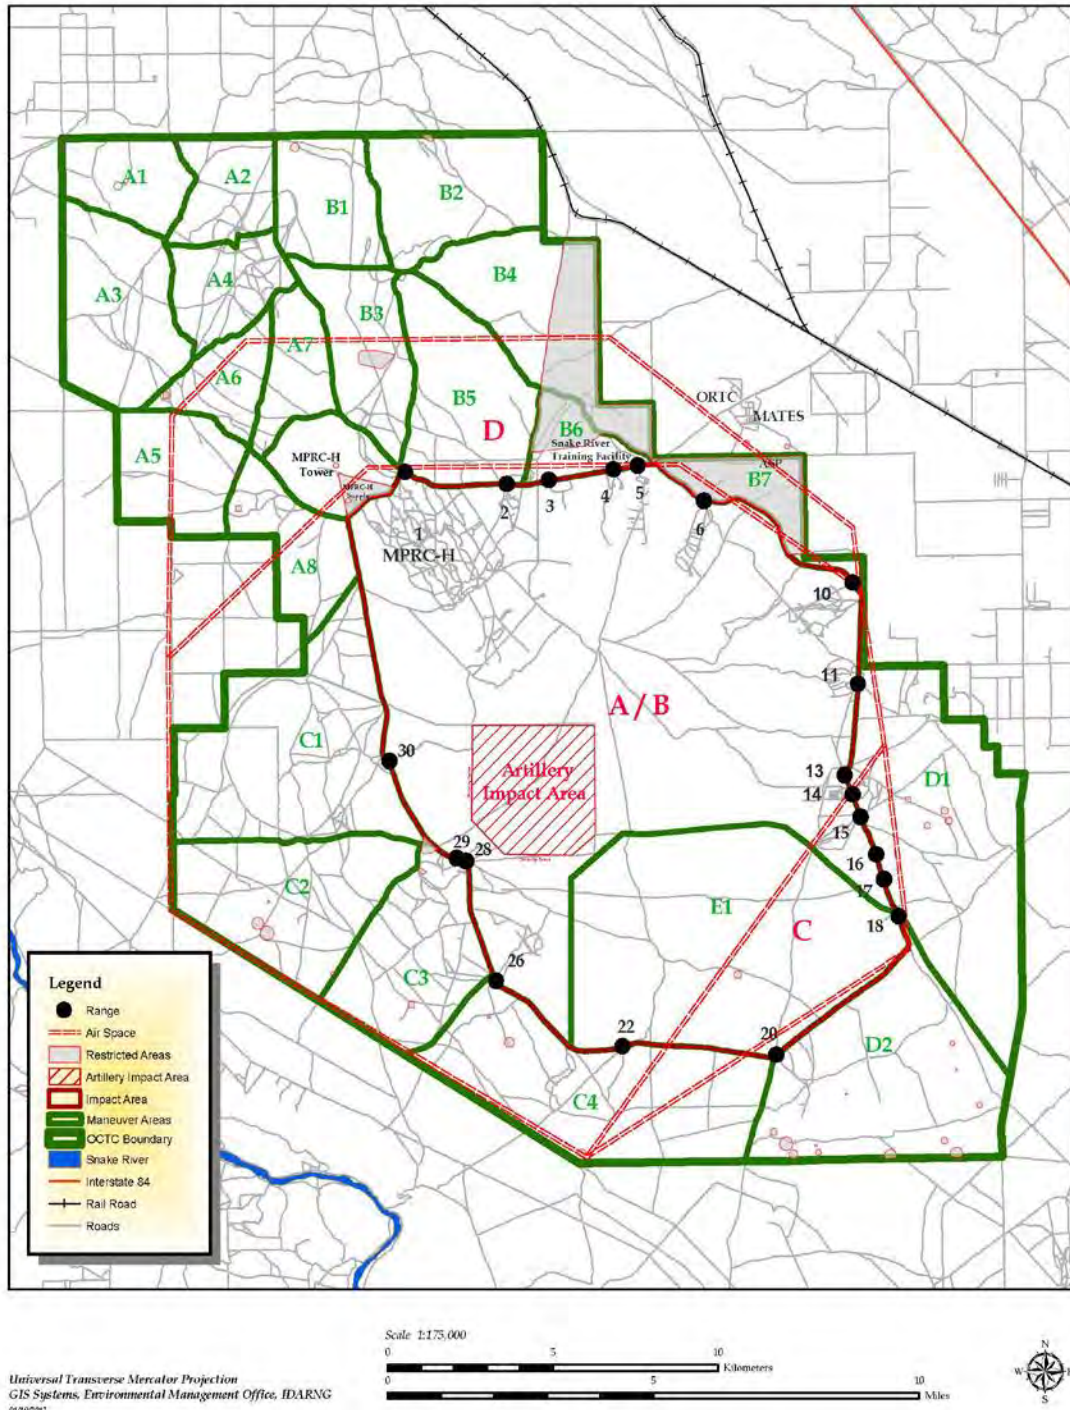 A1
A2
B1
B2
A3
A4
B3
B4
A7
A6
B5
D
ORTC
MATES
A5
B6
Snake River
Training Facility
ASP
B7
MPRC-H
Tower
MPRC-H
1
MPRC-H
2
3
4
5
6
A8
10
11
A / B
C1
30
Artillery
Impact Area
13
14
15
D1
29
28
16
17
18
C2
E1
C
C3
26
22
20
D2
C4
Legend
Range
Air Space
Restricted Areas
Artillery Impact Area
Impact Area
Maneuver Areas
OCTC Boundary
Snake River
Interstate 84
Rail Road
Roads
Scale 1:175,000
0 5 10
Kilometers
0 5 10
Miles
N
W
S
Universal Transverse Mercator Projection
GIS Systems, Environmental Management Office, IDARNG